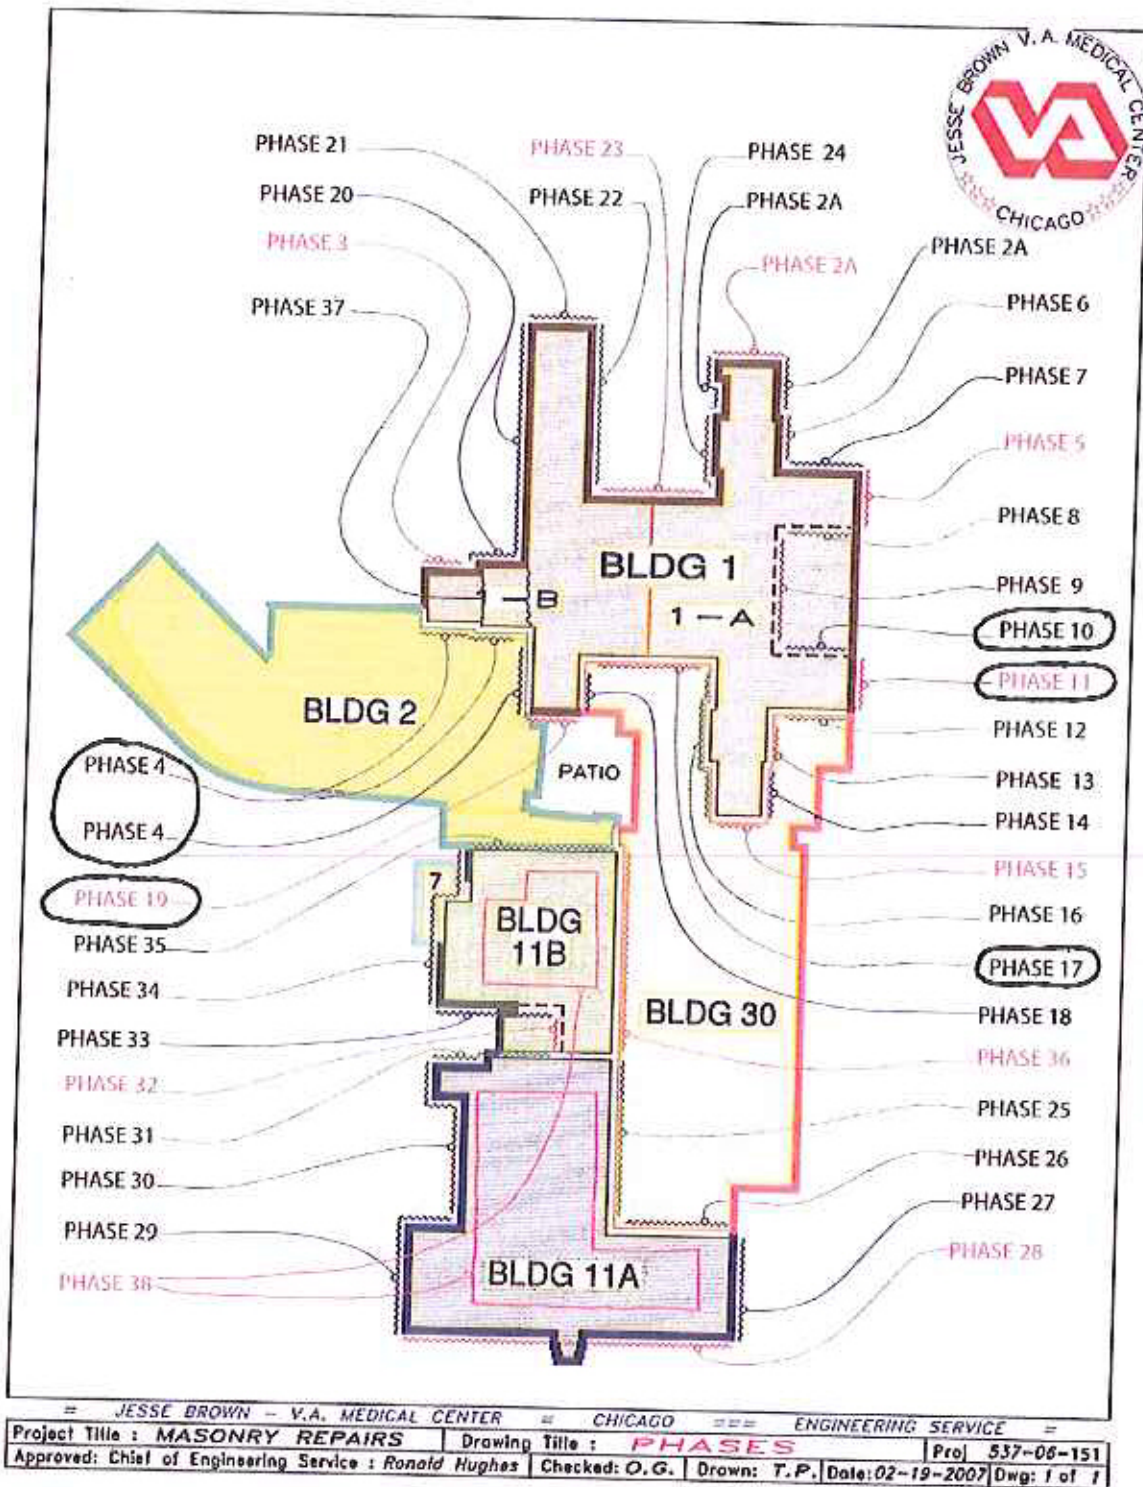 JESSE BROWN V. A. MEDICAL CENTER
VA
CHICAGO
PHASE 21
PHASE 23
PHASE 24
PHASE 20
PHASE 22
PHASE 2A
PHASE 3
PHASE 2A
PHASE 2A
PHASE 37
PHASE 6
PHASE 7
PHASE 5
PHASE 8
BLDG 1
PHASE 9
1 — B
1 — A
PHASE 10
PHASE 11
BLDG 2
PHASE 12
PHASE 4
PATIO
PHASE 13
PHASE 4
PHASE 14
PHASE 15
7
PHASE 19
BLDG
11B
PHASE 16
PHASE 35
PHASE 17
PHASE 34
BLDG 30
PHASE 18
PHASE 33
PHASE 36
PHASE 32
PHASE 25
PHASE 31
PHASE 26
PHASE 30
PHASE 27
PHASE 29
PHASE 28
PHASE 38
BLDG 11A
= JESSE BROWN – V.A. MEDICAL CENTER = CHICAGO === ENGINEERING SERVICE =
Project Title : MASONRY REPAIRS Drawing Title : PHASES Proj 537-06-151
Approved: Chief of Engineering Service : Ronald Hughes Checked: O.G. Drawn: T.P. Date: 02-19-2007 Dwg: 1 of 1